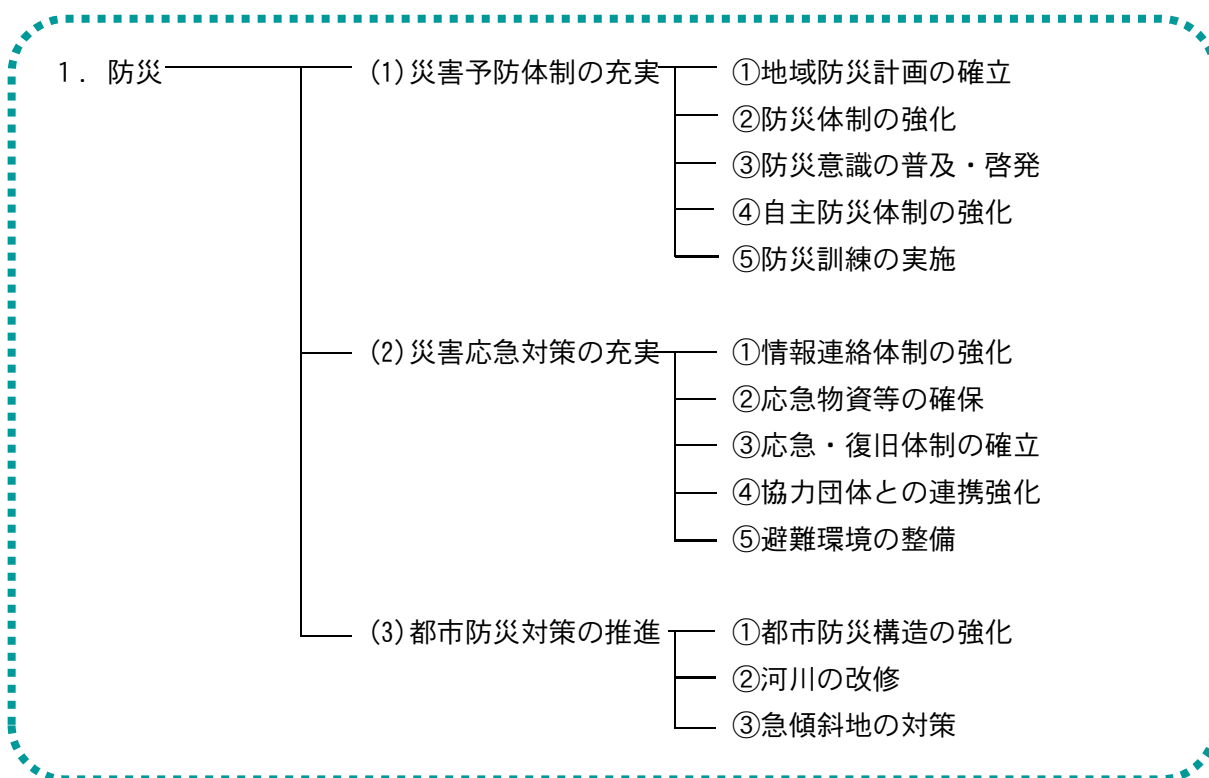 １．防災
(1)災害予防体制の充実
①地域防災計画の確立
②防災体制の強化
③防災意識の普及・啓発
④自主防災体制の強化
⑤防災訓練の実施
(2)災害応急対策の充実
①情報連絡体制の強化
②応急物資等の確保
③応急・復旧体制の確立
④協力団体との連携強化
⑤避難環境の整備
(3)都市防災対策の推進
①都市防災構造の強化
②河川の改修
③急傾斜地の対策